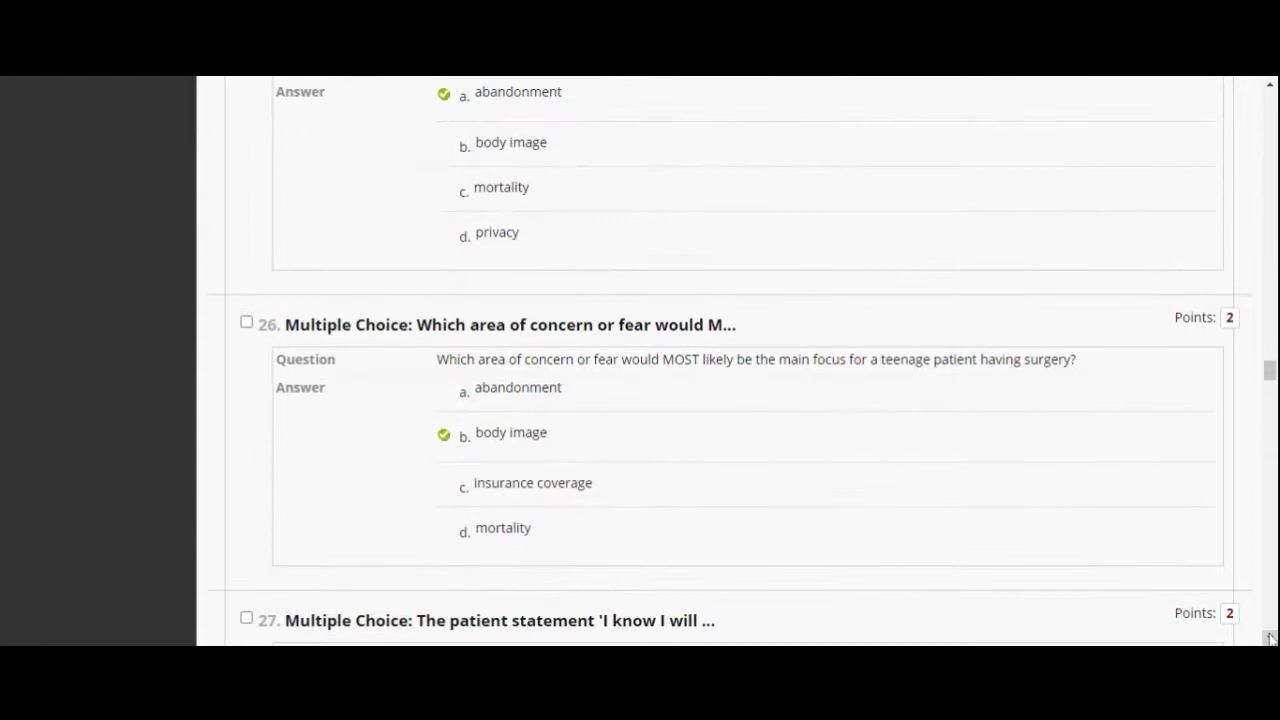 Answer
a. abandonment
b. body image
c. mortality
d. privacy
26. Multiple Choice: Which area of concern or fear would M...
Points: 2
Question Which area of concern or fear would MOST likely be the main focus for a teenage patient having surgery?
Answer
a. abandonment
b. body image
c. insurance coverage
d. mortality
27. Multiple Choice: The patient statement 'I know I will ...
Points: 2